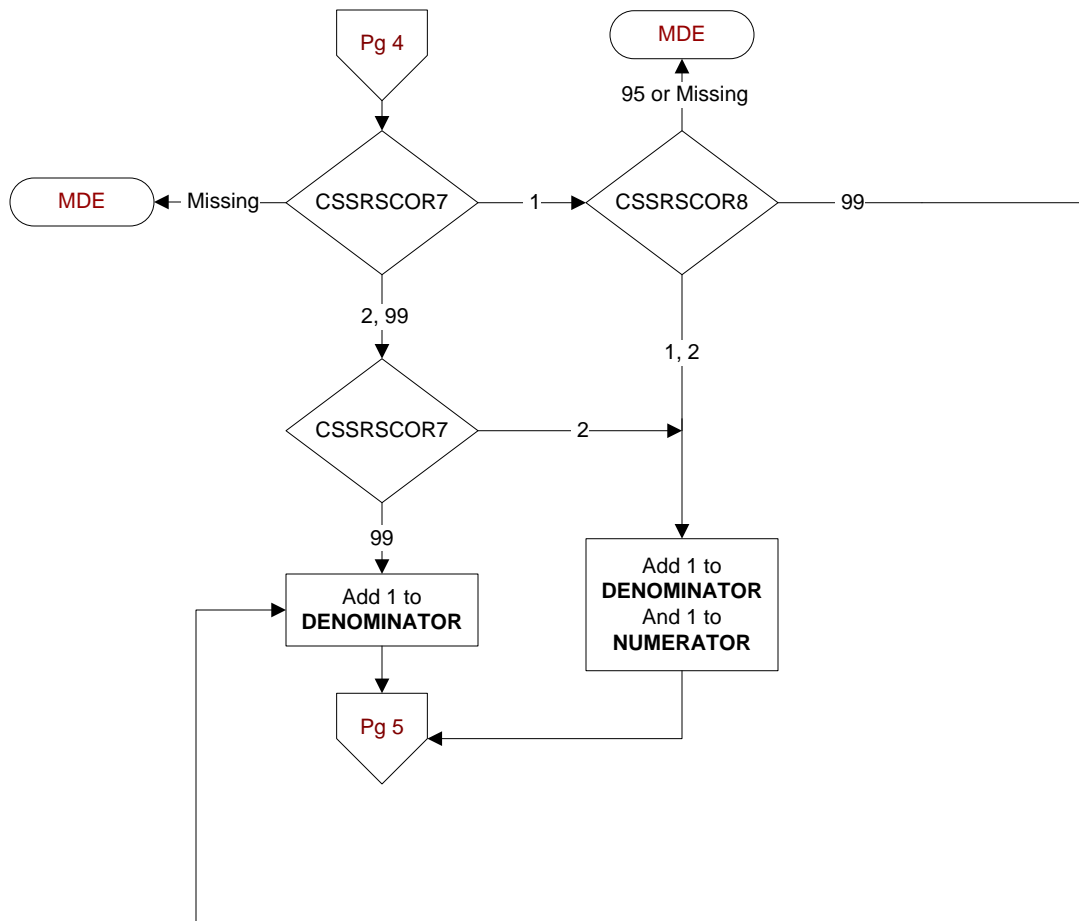 Pg 4
MDE
95 or Missing
MDE
Missing
CSSRSCOR7
1
CSSRSCOR8
99
2, 99
1, 2
CSSRSCOR7
2
99
Add 1 to
DENOMINATOR
Add 1 to
DENOMINATOR
And 1 to
NUMERATOR
Pg 5